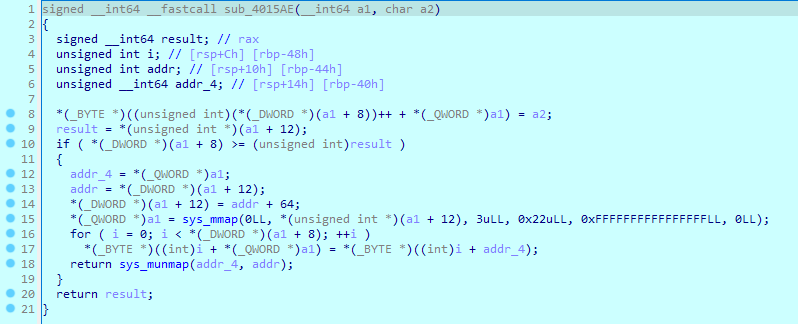 1 signed __int64 __fastcall sub_4015AE(__int64 a1, char a2)
2 {
3   signed __int64 result; // rax
4   unsigned int i; // [rsp+Ch] [rbp-48h]
5   unsigned int addr; // [rsp+10h] [rbp-44h]
6   unsigned __int64 addr_4; // [rsp+14h] [rbp-40h]
7
8   *(_BYTE *)((unsigned int)(*(_DWORD *)(a1 + 8))++ + *(_QWORD *)a1) = a2;
9   result = *(unsigned int *)(a1 + 12);
10   if ( *(_DWORD *)(a1 + 8) >= (unsigned int)result )
11   {
12     addr_4 = *(_QWORD *)a1;
13     addr = *(_DWORD *)(a1 + 12);
14     *(_DWORD *)(a1 + 12) = addr + 64;
15     *(_QWORD *)a1 = sys_mmap(0LL, *(unsigned int *)(a1 + 12), 3uLL, 0x22uLL, 0xFFFFFFFFFFFFFFFFLL, 0LL);
16     for ( i = 0; i < *(_DWORD *)(a1 + 8); ++i )
17       *(_BYTE *)((int)i + *(_QWORD *)a1) = *(_BYTE *)((int)i + addr_4);
18     return sys_munmap(addr_4, addr);
19   }
20   return result;
21 }